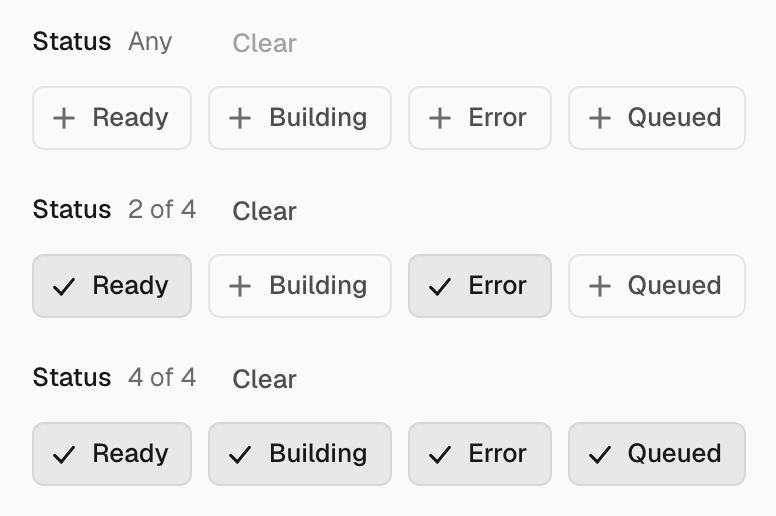 Status Any Clear
Ready Building Error Queued
Status 2 of 4 Clear
Ready Building Error Queued
Status 4 of 4 Clear
Ready Building Error Queued